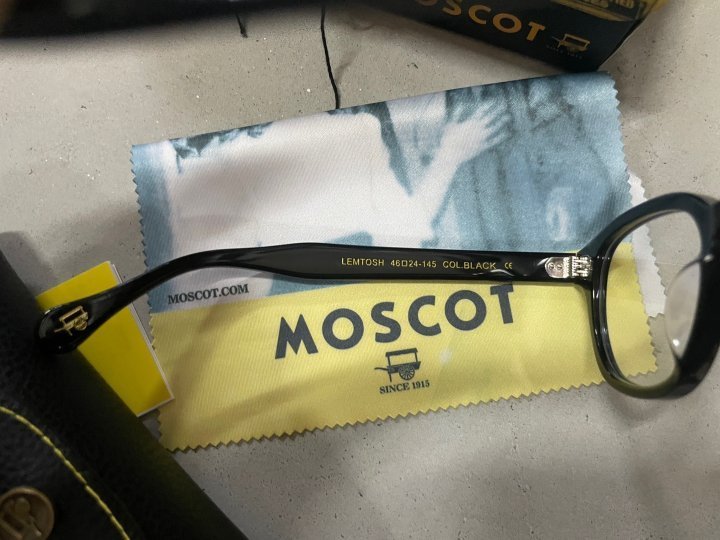 MOSCOT
LEMTOSH 46□24-145 COL.BLACK CE
MOSCOT.COM
MOSCOT
SINCE 1915